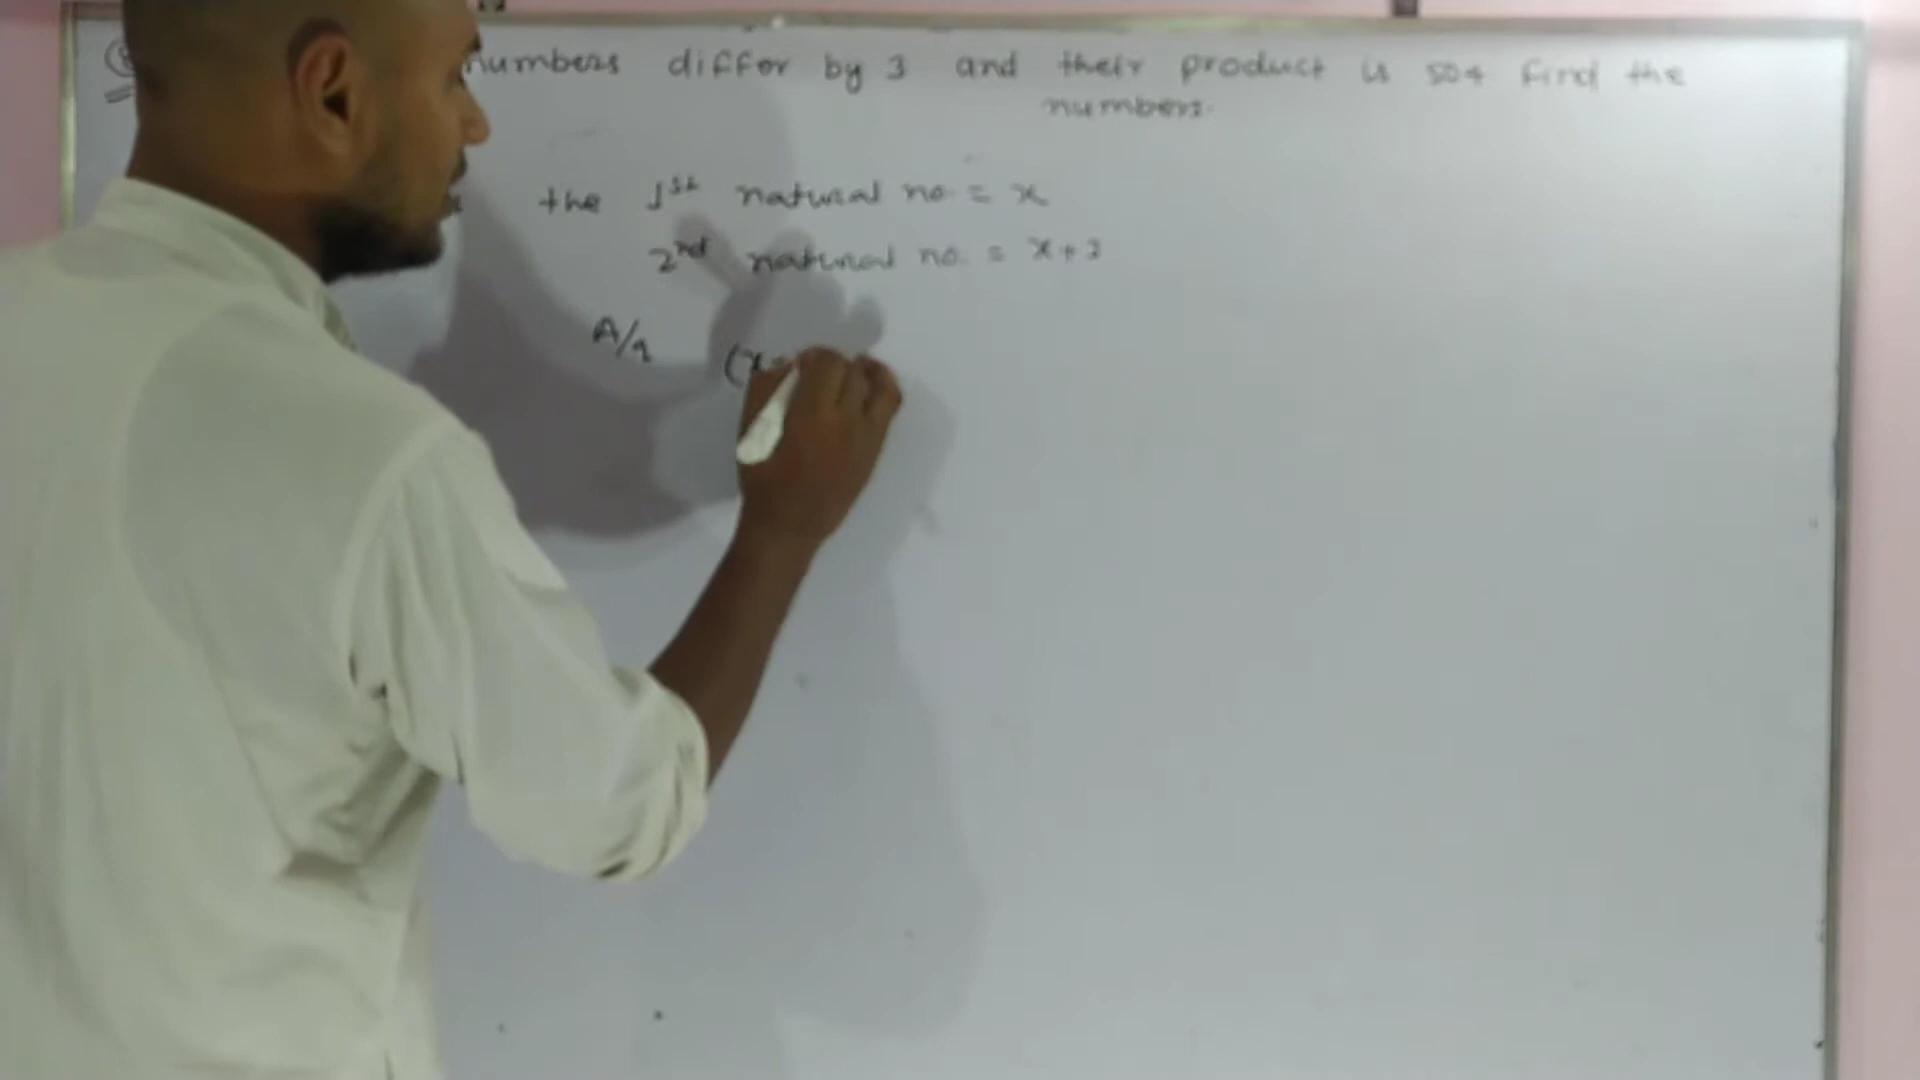 numbers differ by 3 and their product is 504 find the
numbers.
the 1st natural no. = x
2nd natural no. = x + 3
A/q (x